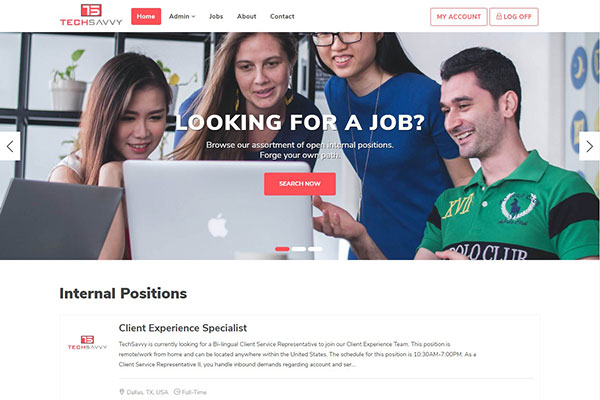 TS
TECHSAVVY
Home
Admin
Jobs
About
Contact
MY ACCOUNT
LOG OFF
LOOKING FOR A JOB?
Browse our assortment of open internal positions.
Forge your own path.
SEARCH NOW
XVII
POLO CLUB
Internal Positions
TS
TECHSAVVY
Client Experience Specialist
TechSavvy is currently looking for a Bi-lingual Client Service Representative to join our Client Experience Team. This position is
remote/work from home and can be located anywhere within the United States. The schedule for this position is 10:30AM-7:00PM. As a
Client Service Representative II, you handle inbound demands regarding account and ser...
Dallas, TX, USA
Full-Time